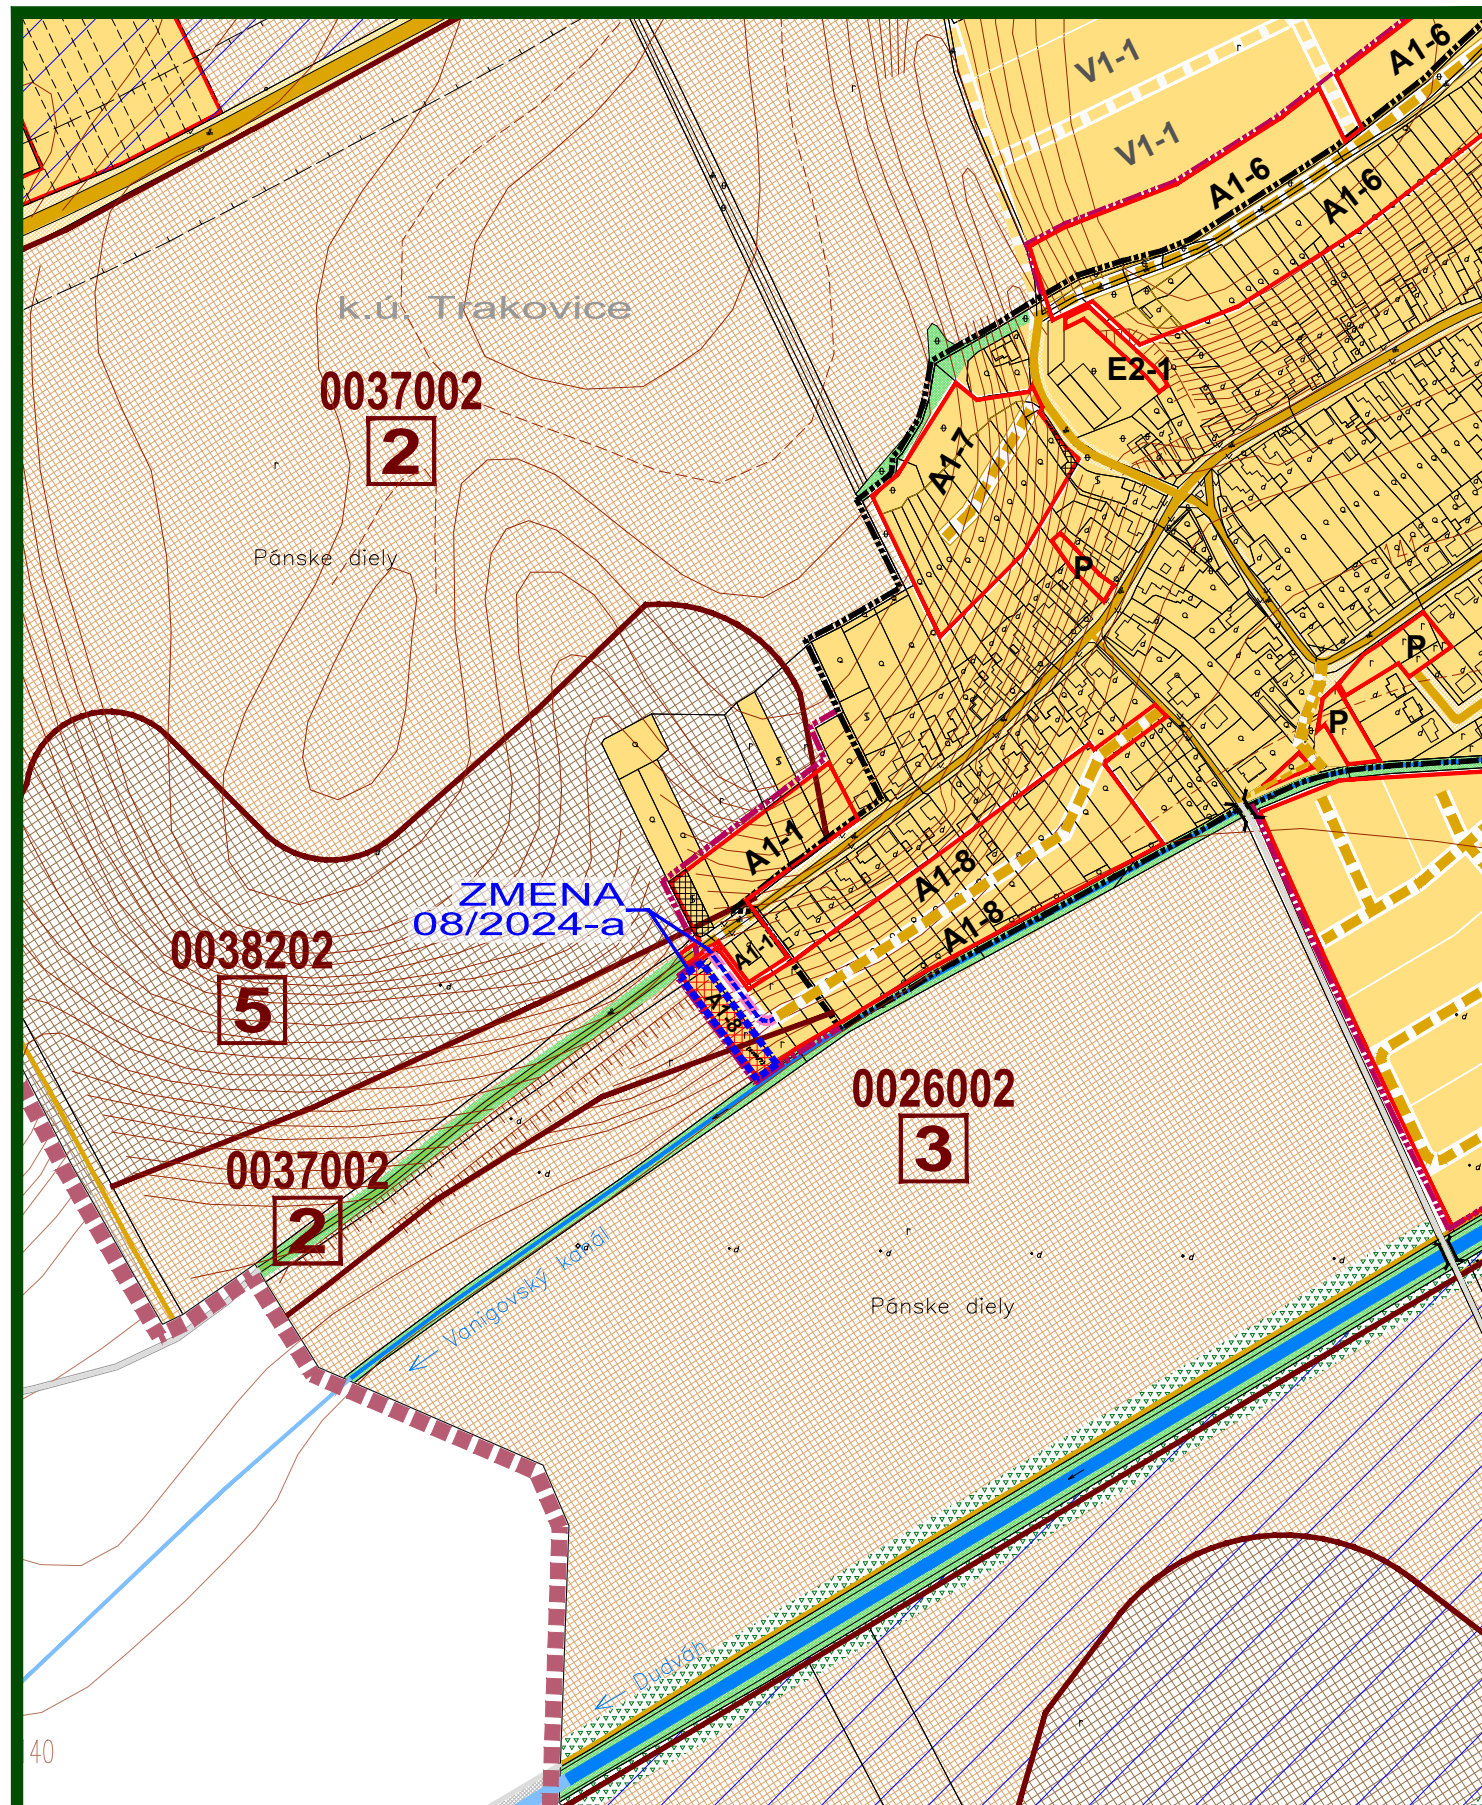 V1-1
A1-6
V1-1
A1-6
A1-6
k.ú. Trakovice
0037002
2
E2-1
A1-7
Pánske diely
P
P
P
A1-1
A1-8
ZMENA
08/2024-a
A1-8
A1-1
0038202
5
A1-8
0026002
3
0037002
2
Vanigovský kanál
Pánske diely
Dudváh
40